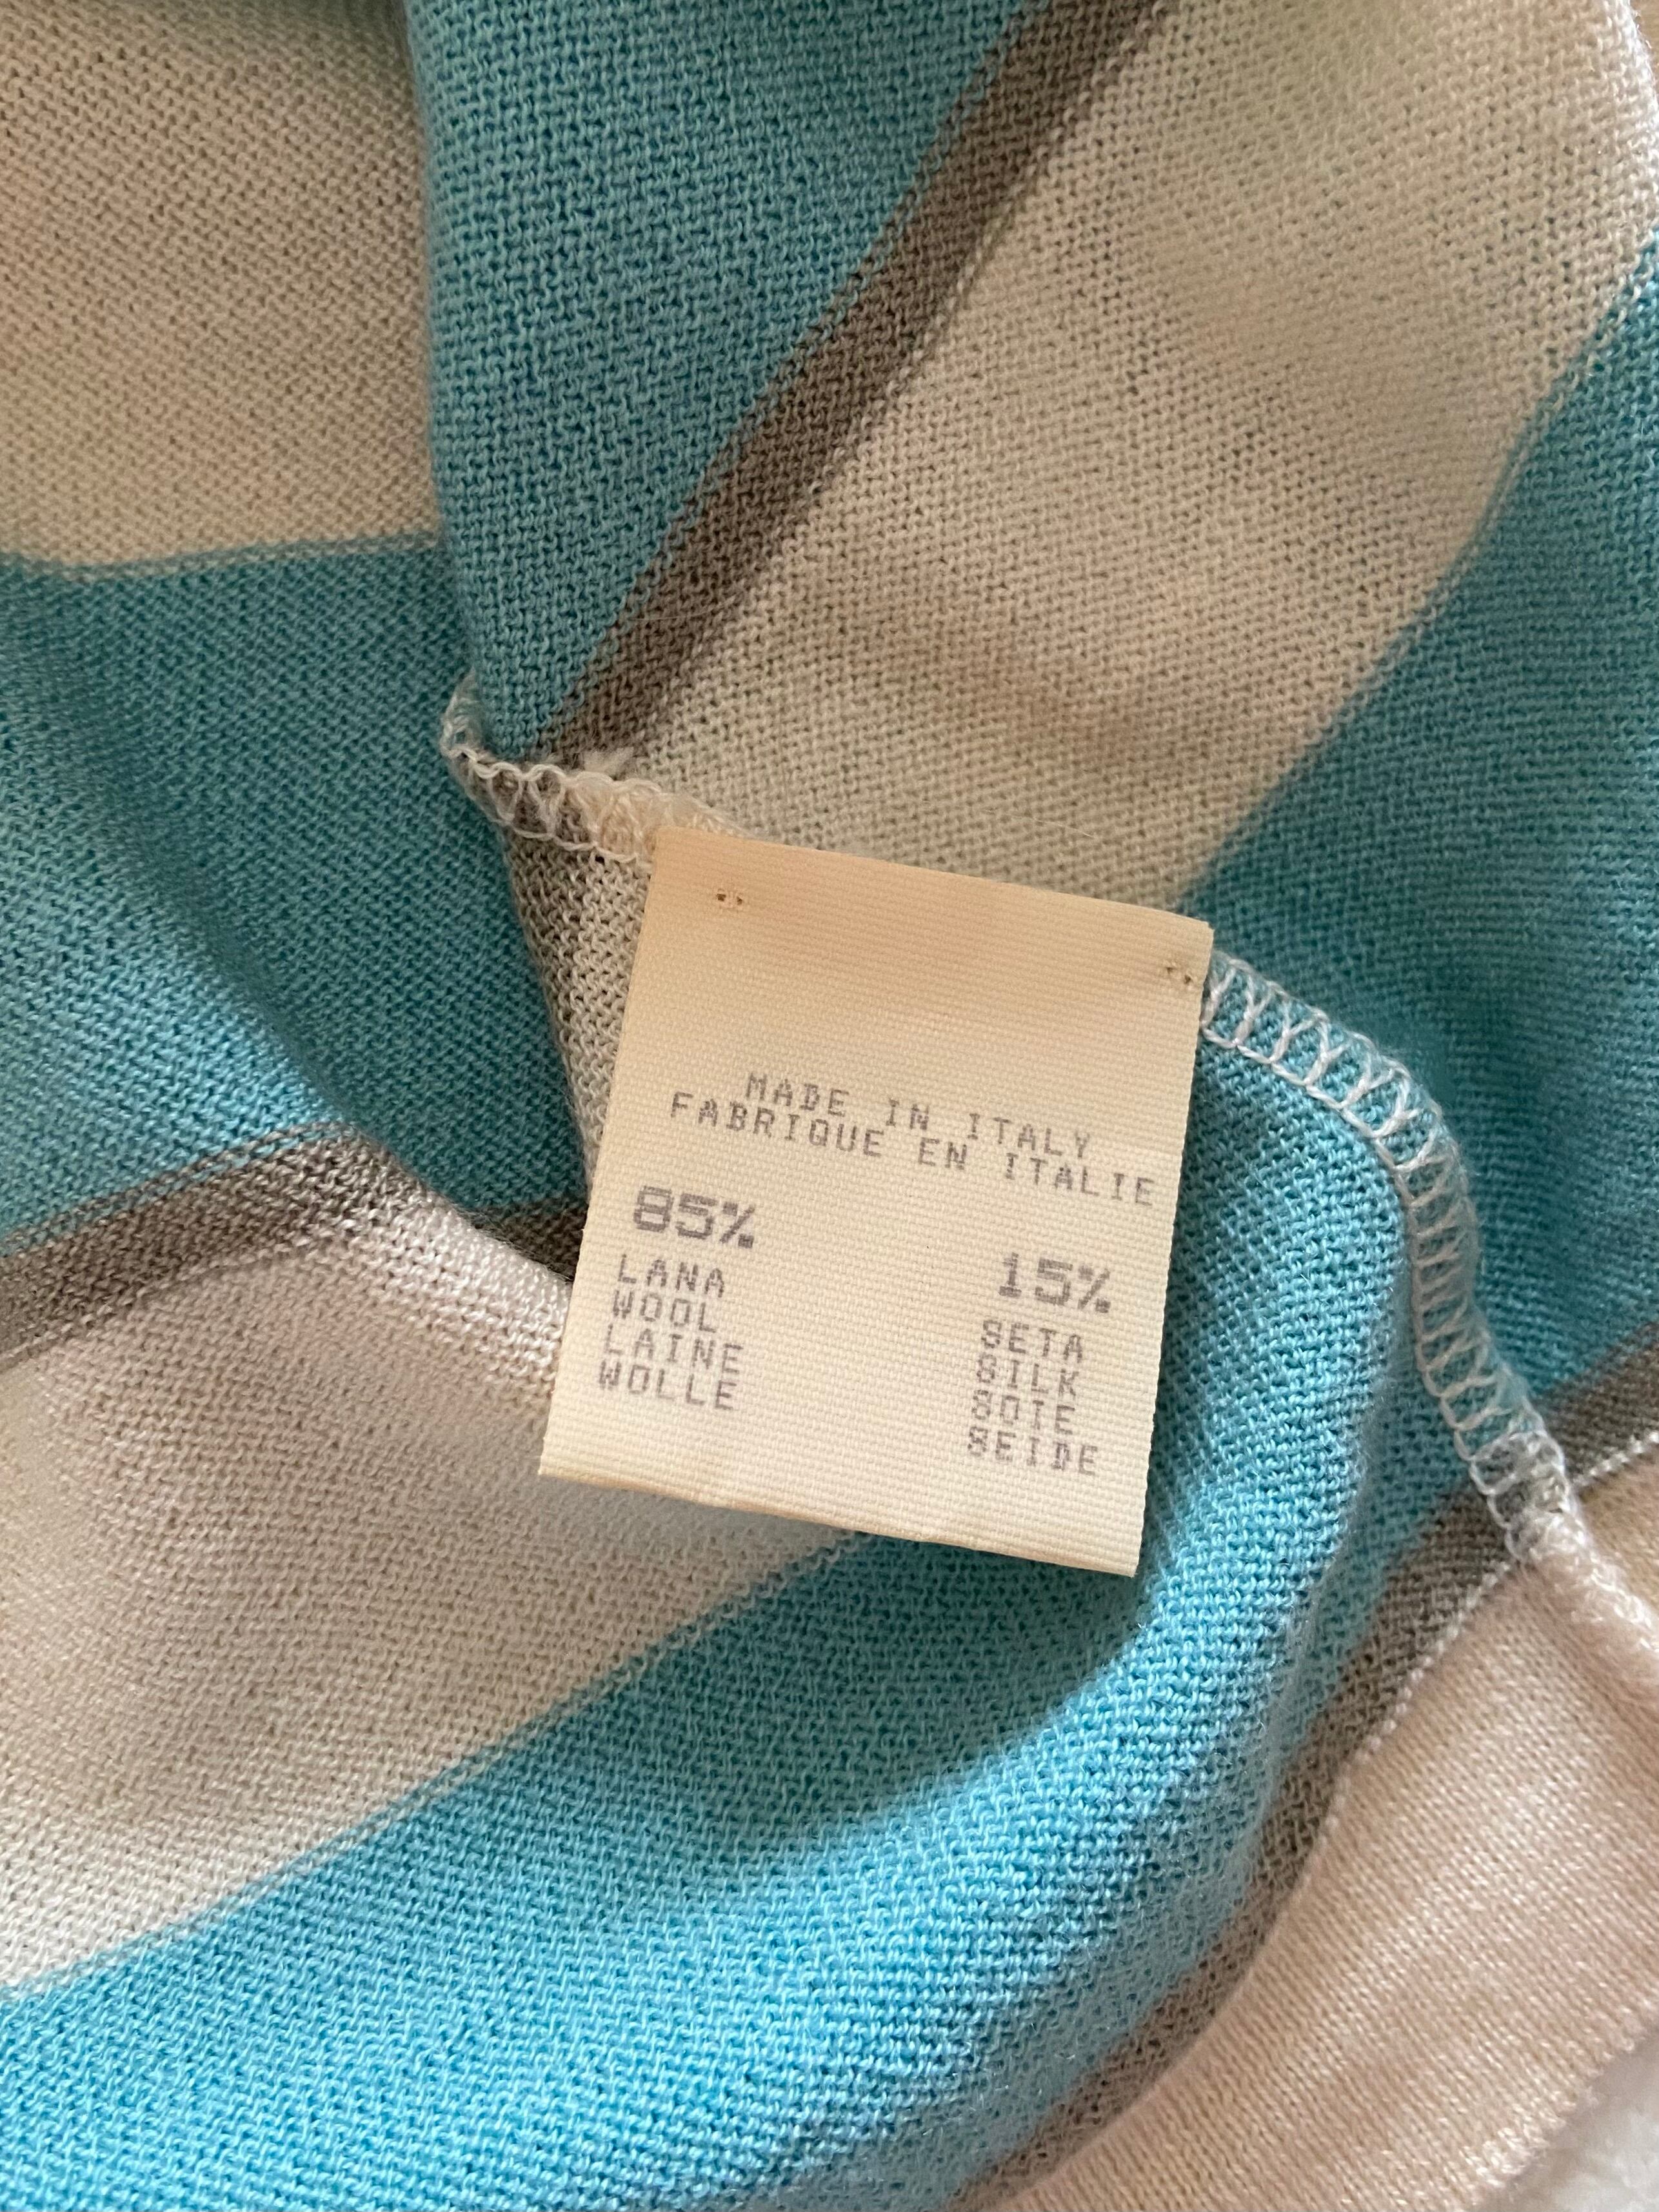 MADE IN ITALY
FABRIQUE EN ITALIE
85%
LANA
WOOL
LAINE
WOLLE
15%
SETA
SILK
SOIE
SEIDE